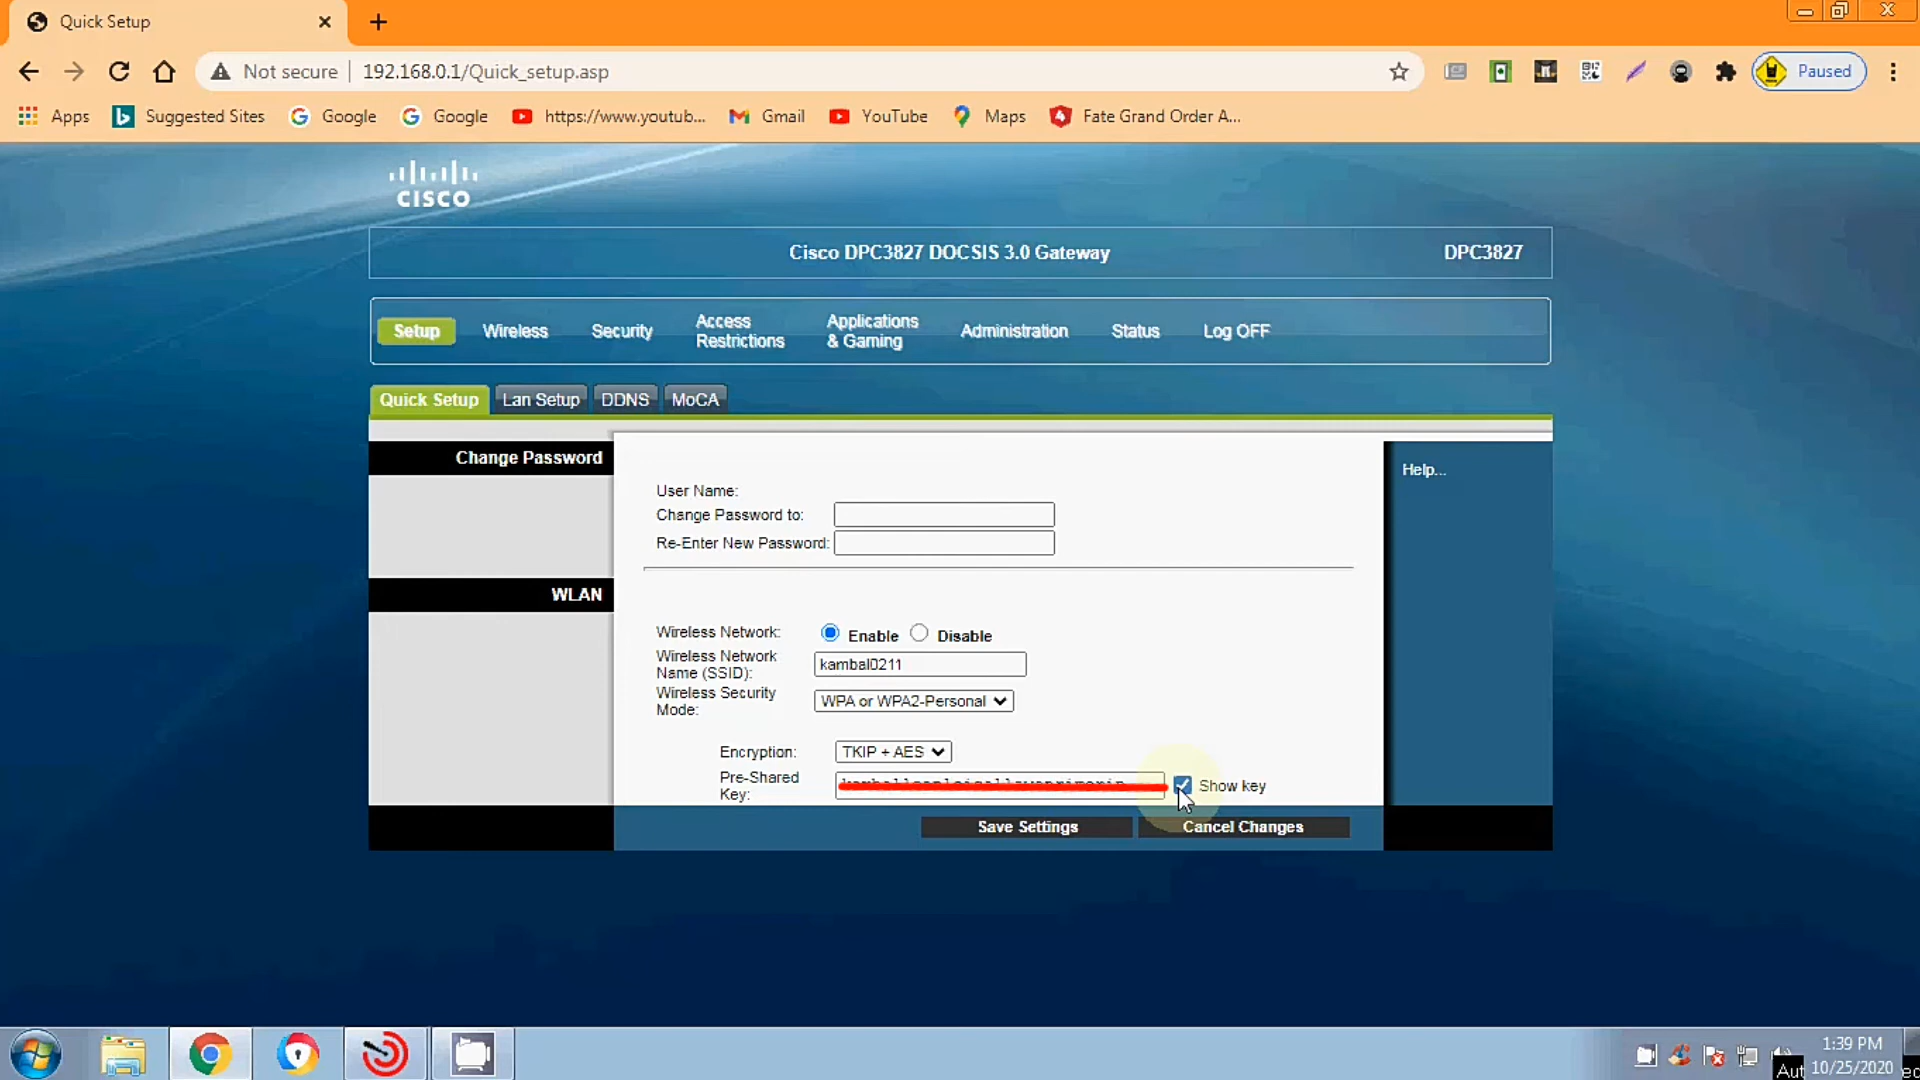 Quick Setup
Not secure 192.168.0.1/Quick_setup.asp Paused
Apps Suggested Sites Google Google https://www.youtub... Gmail YouTube Maps Fate Grand Order A...
CISCO
Cisco DPC3827 DOCSIS 3.0 Gateway DPC3827
Setup Wireless Security Access Restrictions Applications & Gaming Administration Status Log OFF
Quick Setup Lan Setup DDNS MoCA
Change Password
Help...
User Name:
Change Password to:
Re-Enter New Password:
WLAN
Wireless Network: Enable Disable
Wireless Network
Name (SSID): kambal0211
Wireless Security
Mode: WPA or WPA2-Personal
Encryption: TKIP + AES
Pre-Shared
Key: Show key
Save Settings Cancel Changes
1:39 PM
Aut 10/25/2020